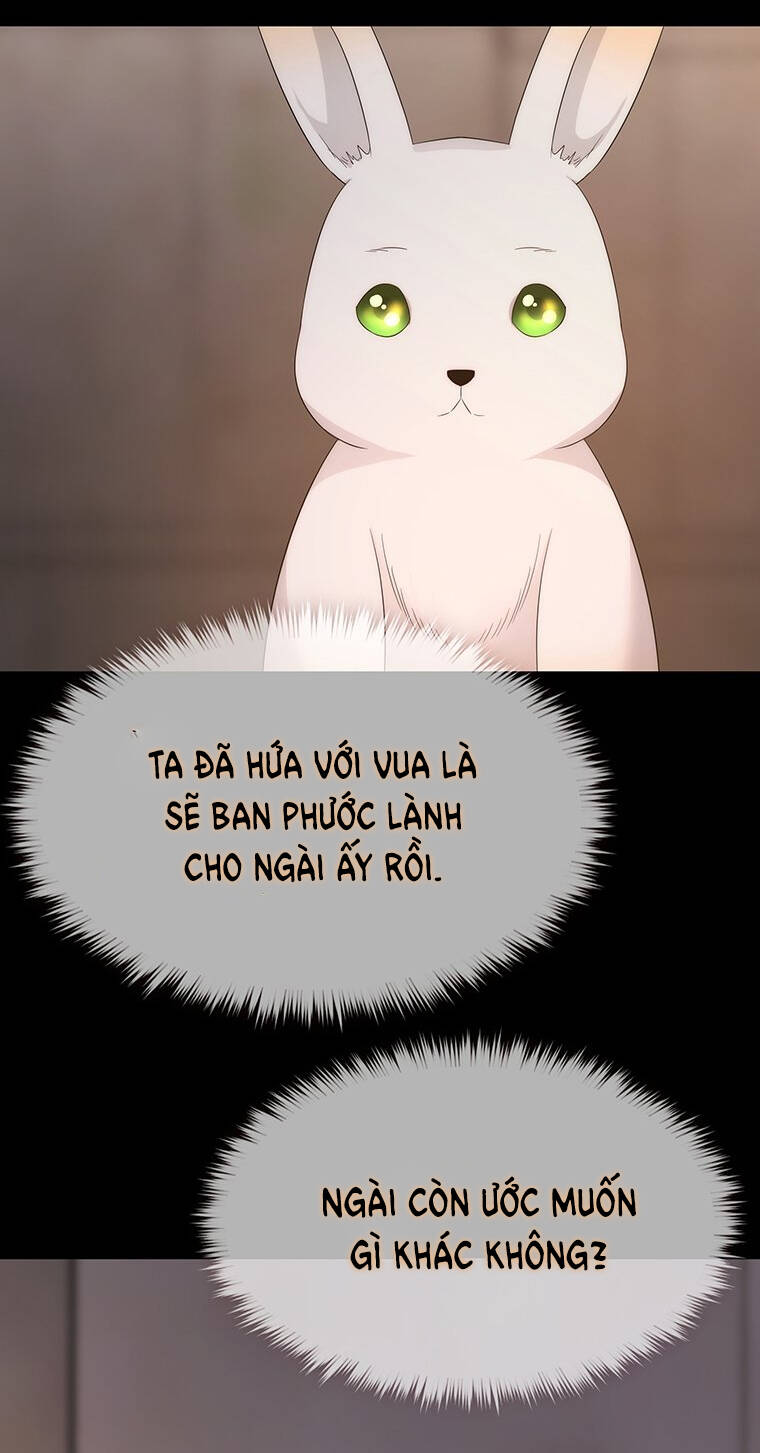 TA ĐÃ HỨA VỚI VUA LÀ
SẼ BAN PHƯỚC LÀNH
CHO NGÀI ẤY RỒI.
NGÀI CÒN ƯỚC MUỐN
GÌ KHÁC KHÔNG?